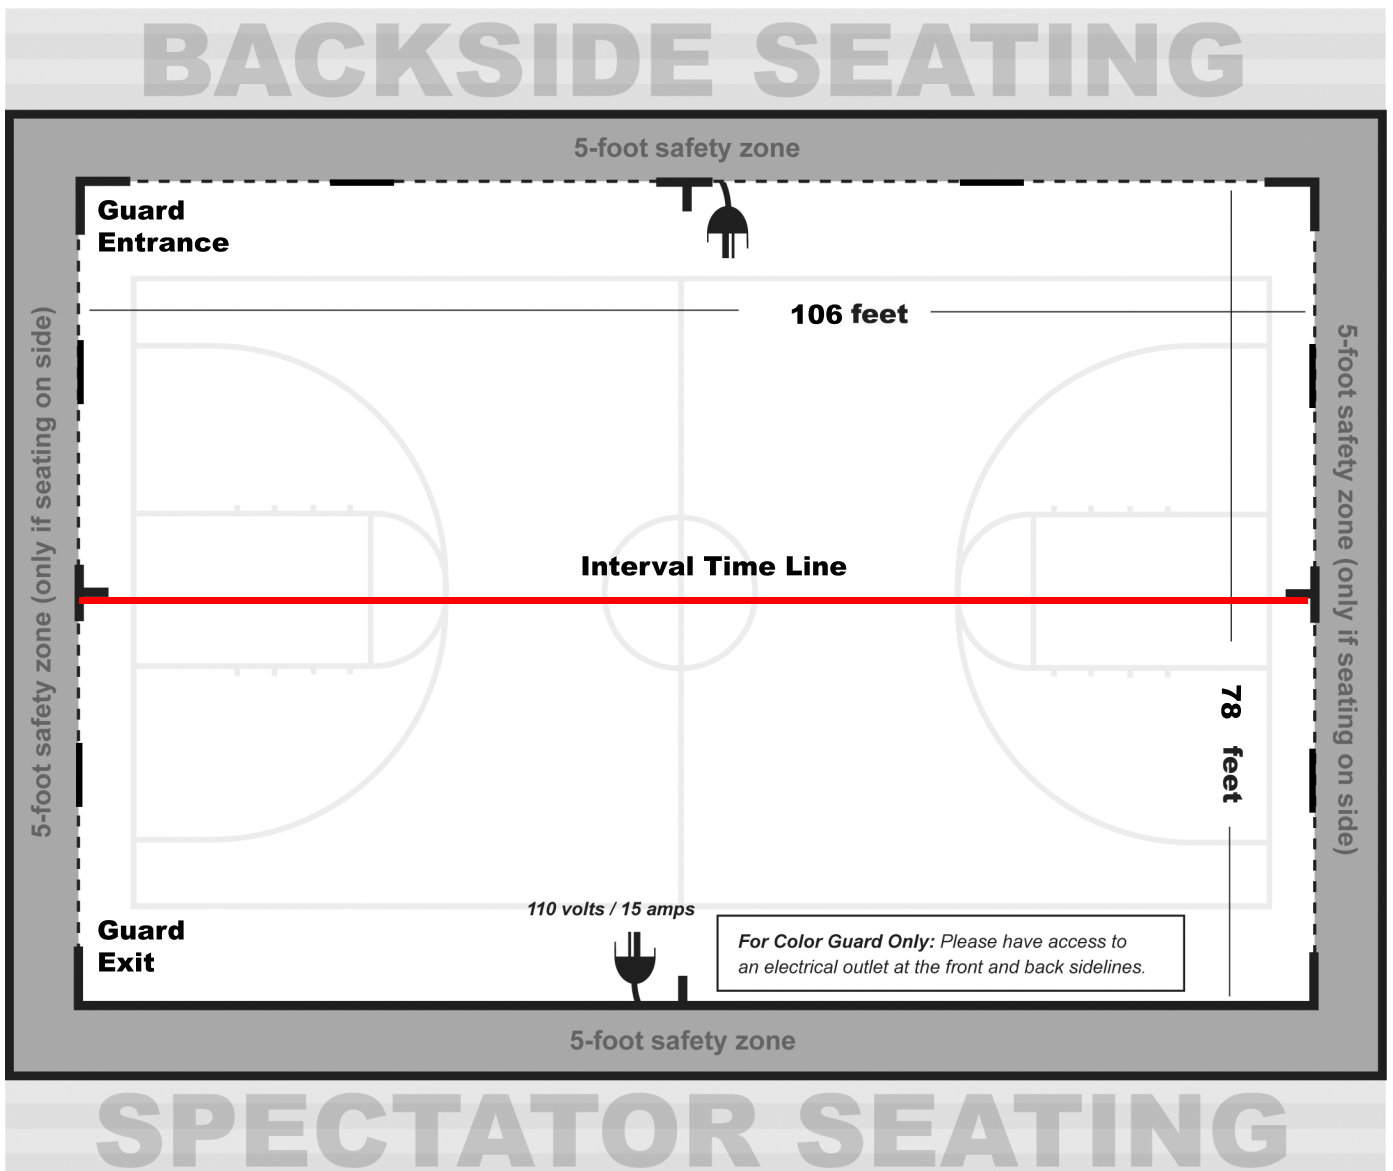 BACKSIDE SEATING
5-foot safety zone
Guard
Entrance
106 feet
5-foot safety zone (only if seating on side)
5-foot safety zone (only if seating on side)
Interval Time Line
78 feet
110 volts / 15 amps
Guard
Exit
For Color Guard Only: Please have access to
an electrical outlet at the front and back sidelines.
5-foot safety zone
SPECTATOR SEATING